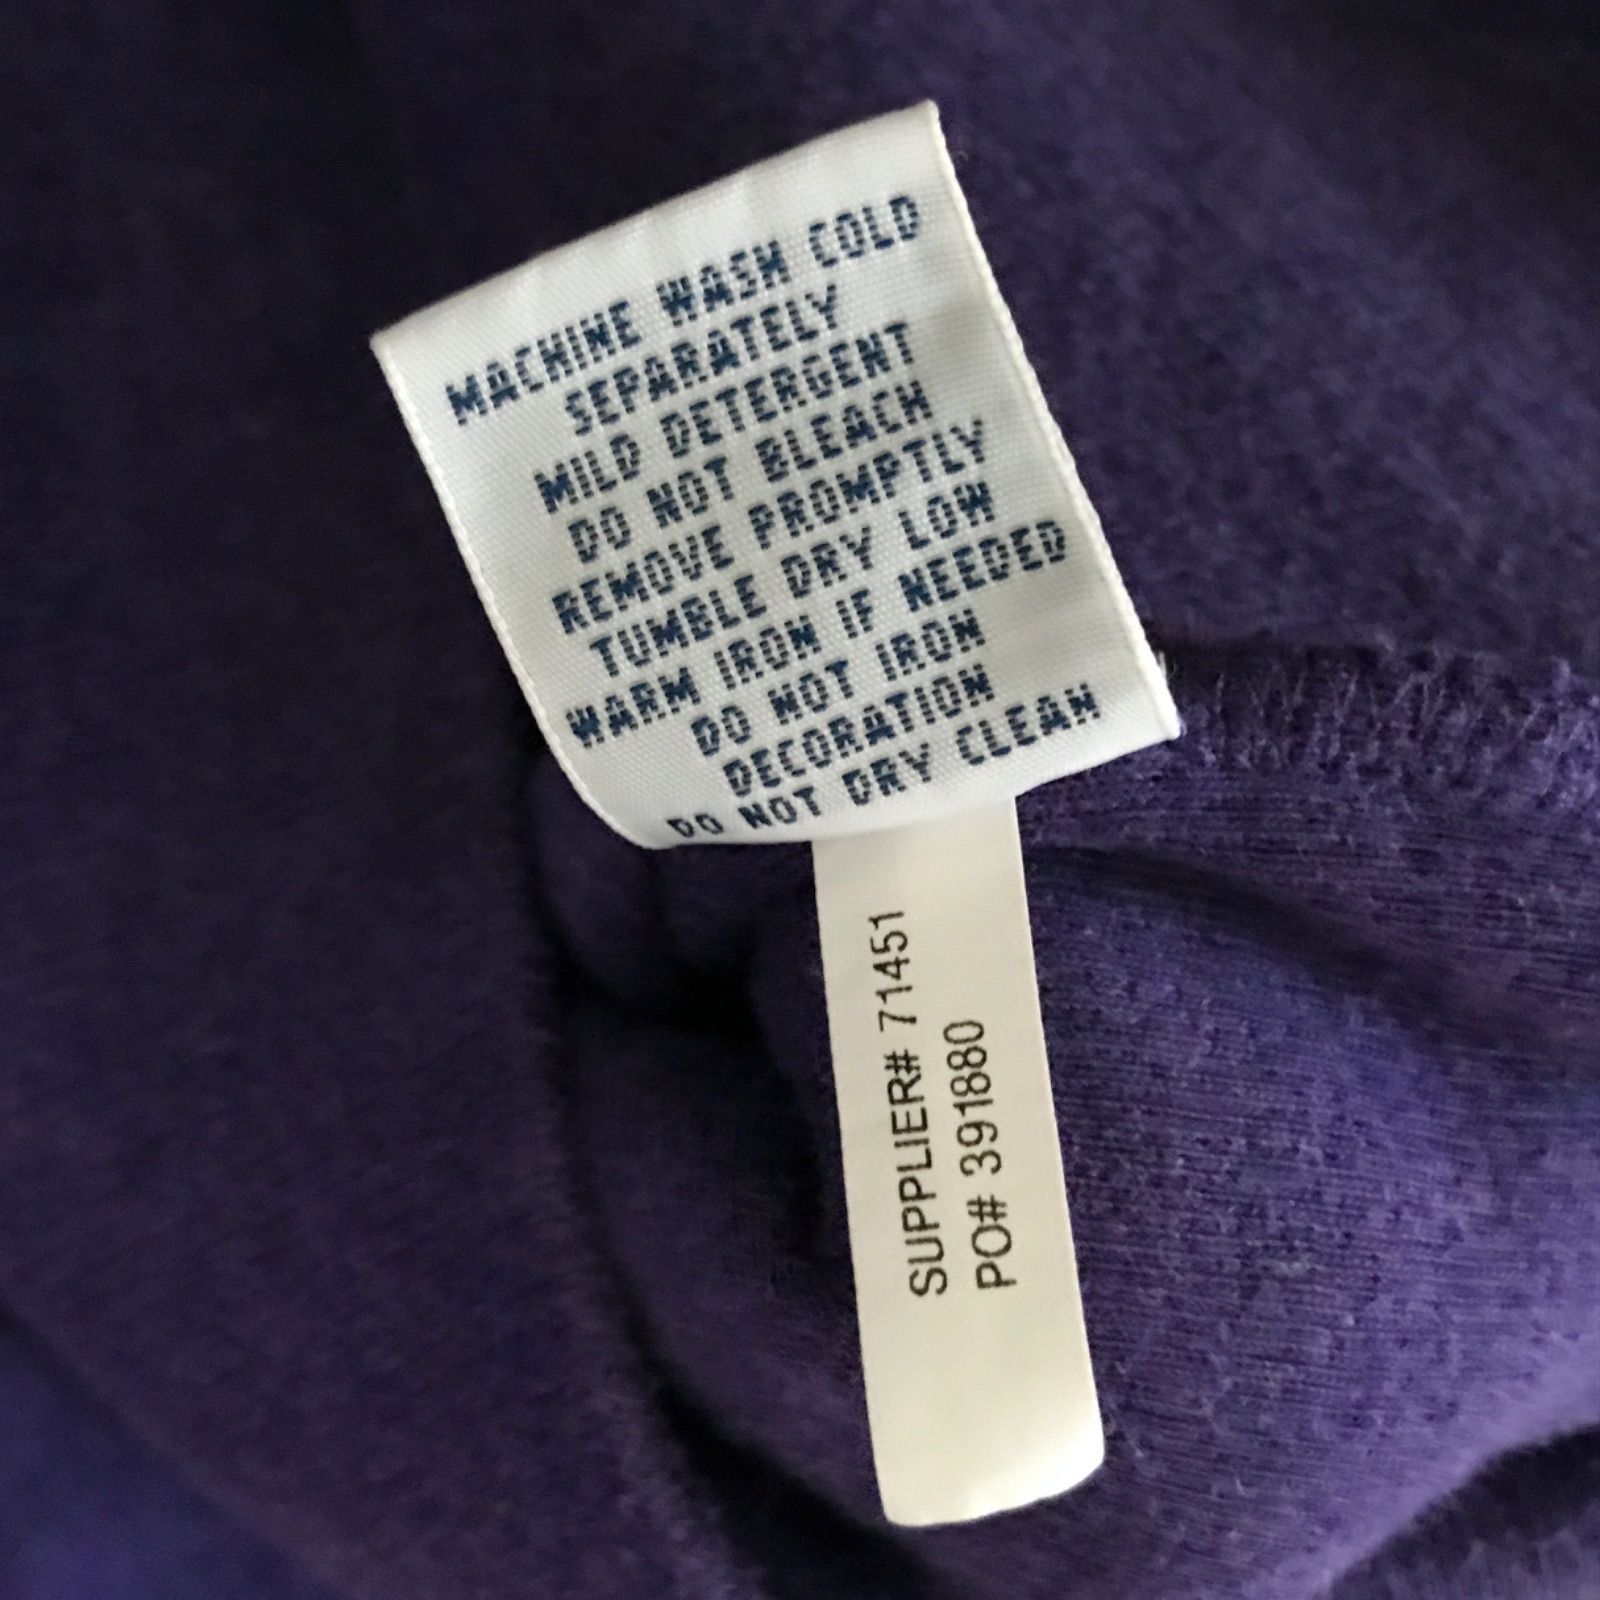 MACHINE WASH COLD
SEPARATELY
MILD DETERGENT
DO NOT BLEACH
REMOVE PROMPTLY
TUMBLE DRY LOW
WARM IRON IF NEEDED
DO NOT IRON
DECORATION
DO NOT DRY CLEAN
SUPPLIER# 71451
PO# 391880